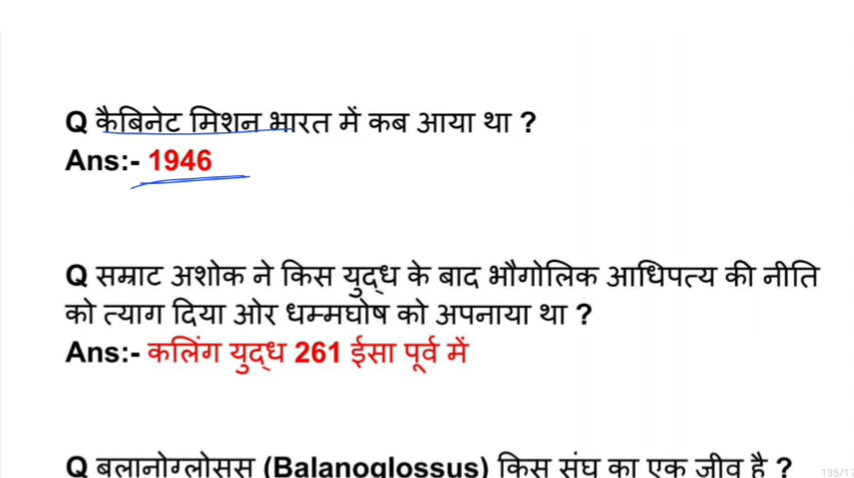 Q कैबिनेट मिशन भारत में कब आया था ?
Ans:- 1946
Q सम्राट अशोक ने किस युद्ध के बाद भौगोलिक आधिपत्य की नीति
को त्याग दिया ओर धम्मघोष को अपनाया था ?
Ans:- कलिंग युद्ध 261 ईसा पूर्व में
Q बलानोग्लोसस (Balanoglossus) किस संघ का एक जीव है ?